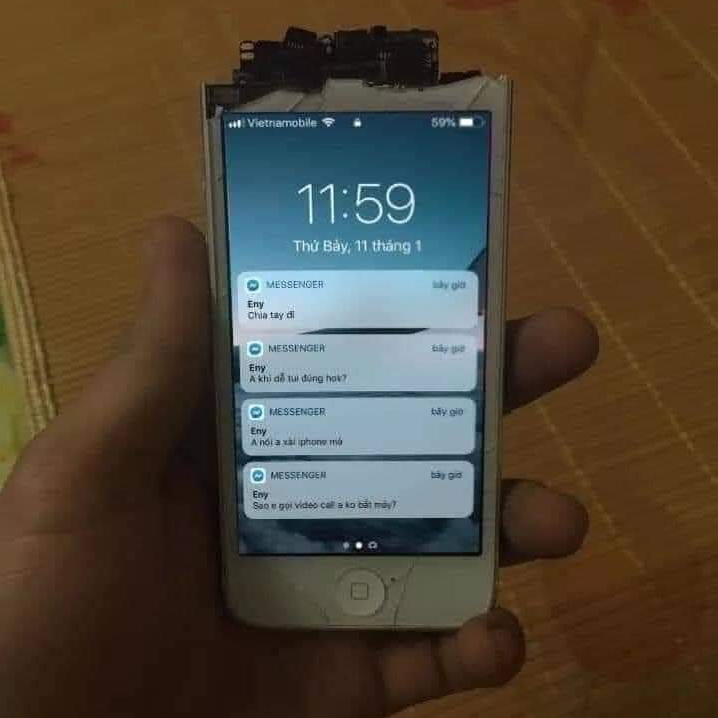 Vietnamobile
59%
11:59
Thứ Bảy, 11 tháng 1
MESSENGER bây giờ
Eny
Chia tay đi
MESSENGER bây giờ
Eny
A khi dễ tui đúng hok?
MESSENGER bây giờ
Eny
A nói a xài iphone mà
MESSENGER bây giờ
Eny
Sao e gọi video call a ko bắt máy?